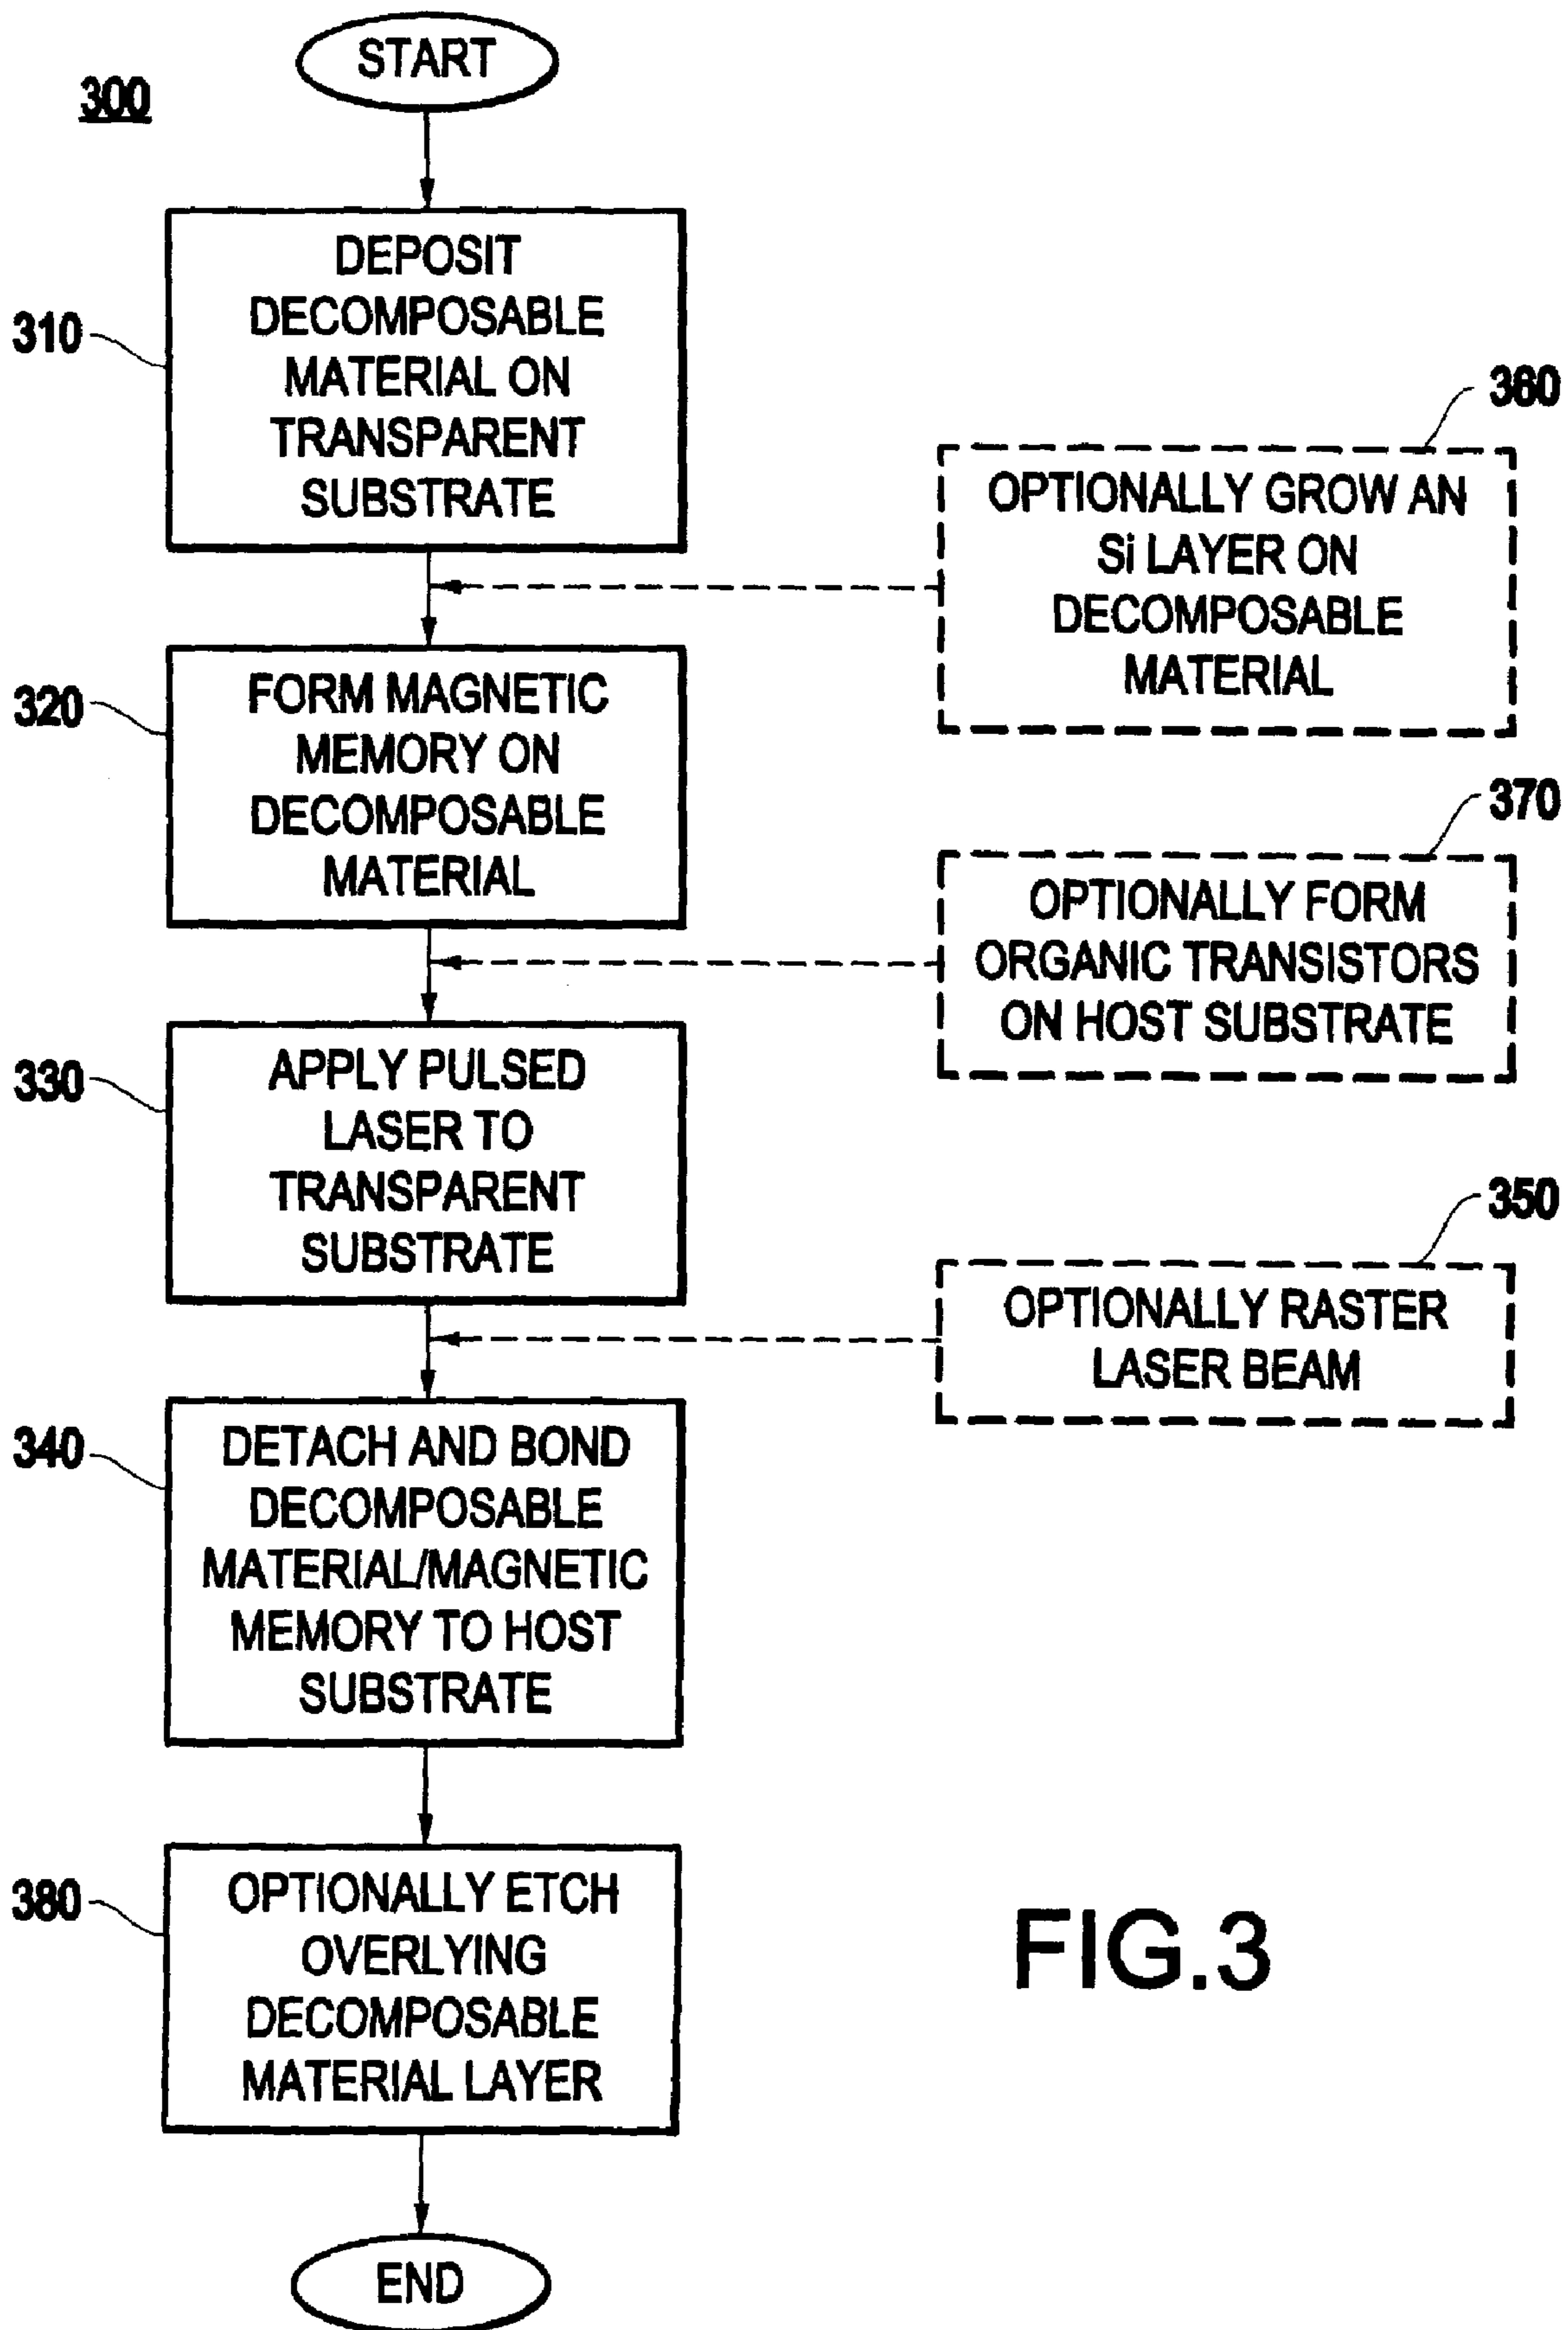 START
300
310
DEPOSIT
DECOMPOSABLE
MATERIAL ON
TRANSPARENT
SUBSTRATE
360
OPTIONALLY GROW AN
Si LAYER ON
DECOMPOSABLE
MATERIAL
320
FORM MAGNETIC
MEMORY ON
DECOMPOSABLE
MATERIAL
370
OPTIONALLY FORM
ORGANIC TRANSISTORS
ON HOST SUBSTRATE
330
APPLY PULSED
LASER TO
TRANSPARENT
SUBSTRATE
350
OPTIONALLY RASTER
LASER BEAM
340
DETACH AND BOND
DECOMPOSABLE
MATERIAL/MAGNETIC
MEMORY TO HOST
SUBSTRATE
380
OPTIONALLY ETCH
OVERLYING
DECOMPOSABLE
MATERIAL LAYER
FIG.3
END